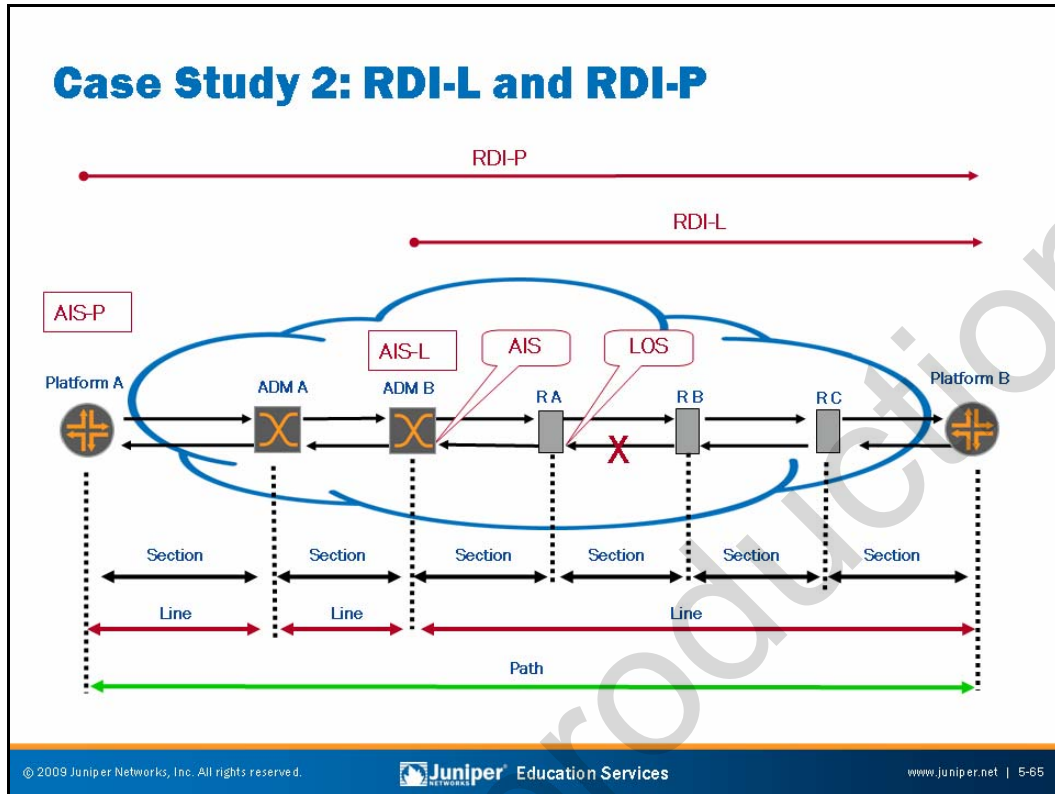 Case Study 2: RDI-L and RDI-P
RDI-P
RDI-L
AIS-P
AIS-L
AIS
LOS
Platform A
ADM A
ADM B
R A
R B
R C
Platform B
X
Section
Section
Section
Section
Section
Section
Line
Line
Line
Path
© 2009 Juniper Networks, Inc. All rights reserved.
Juniper NETWORKS Education Services
www.juniper.net | 5-65
roduction